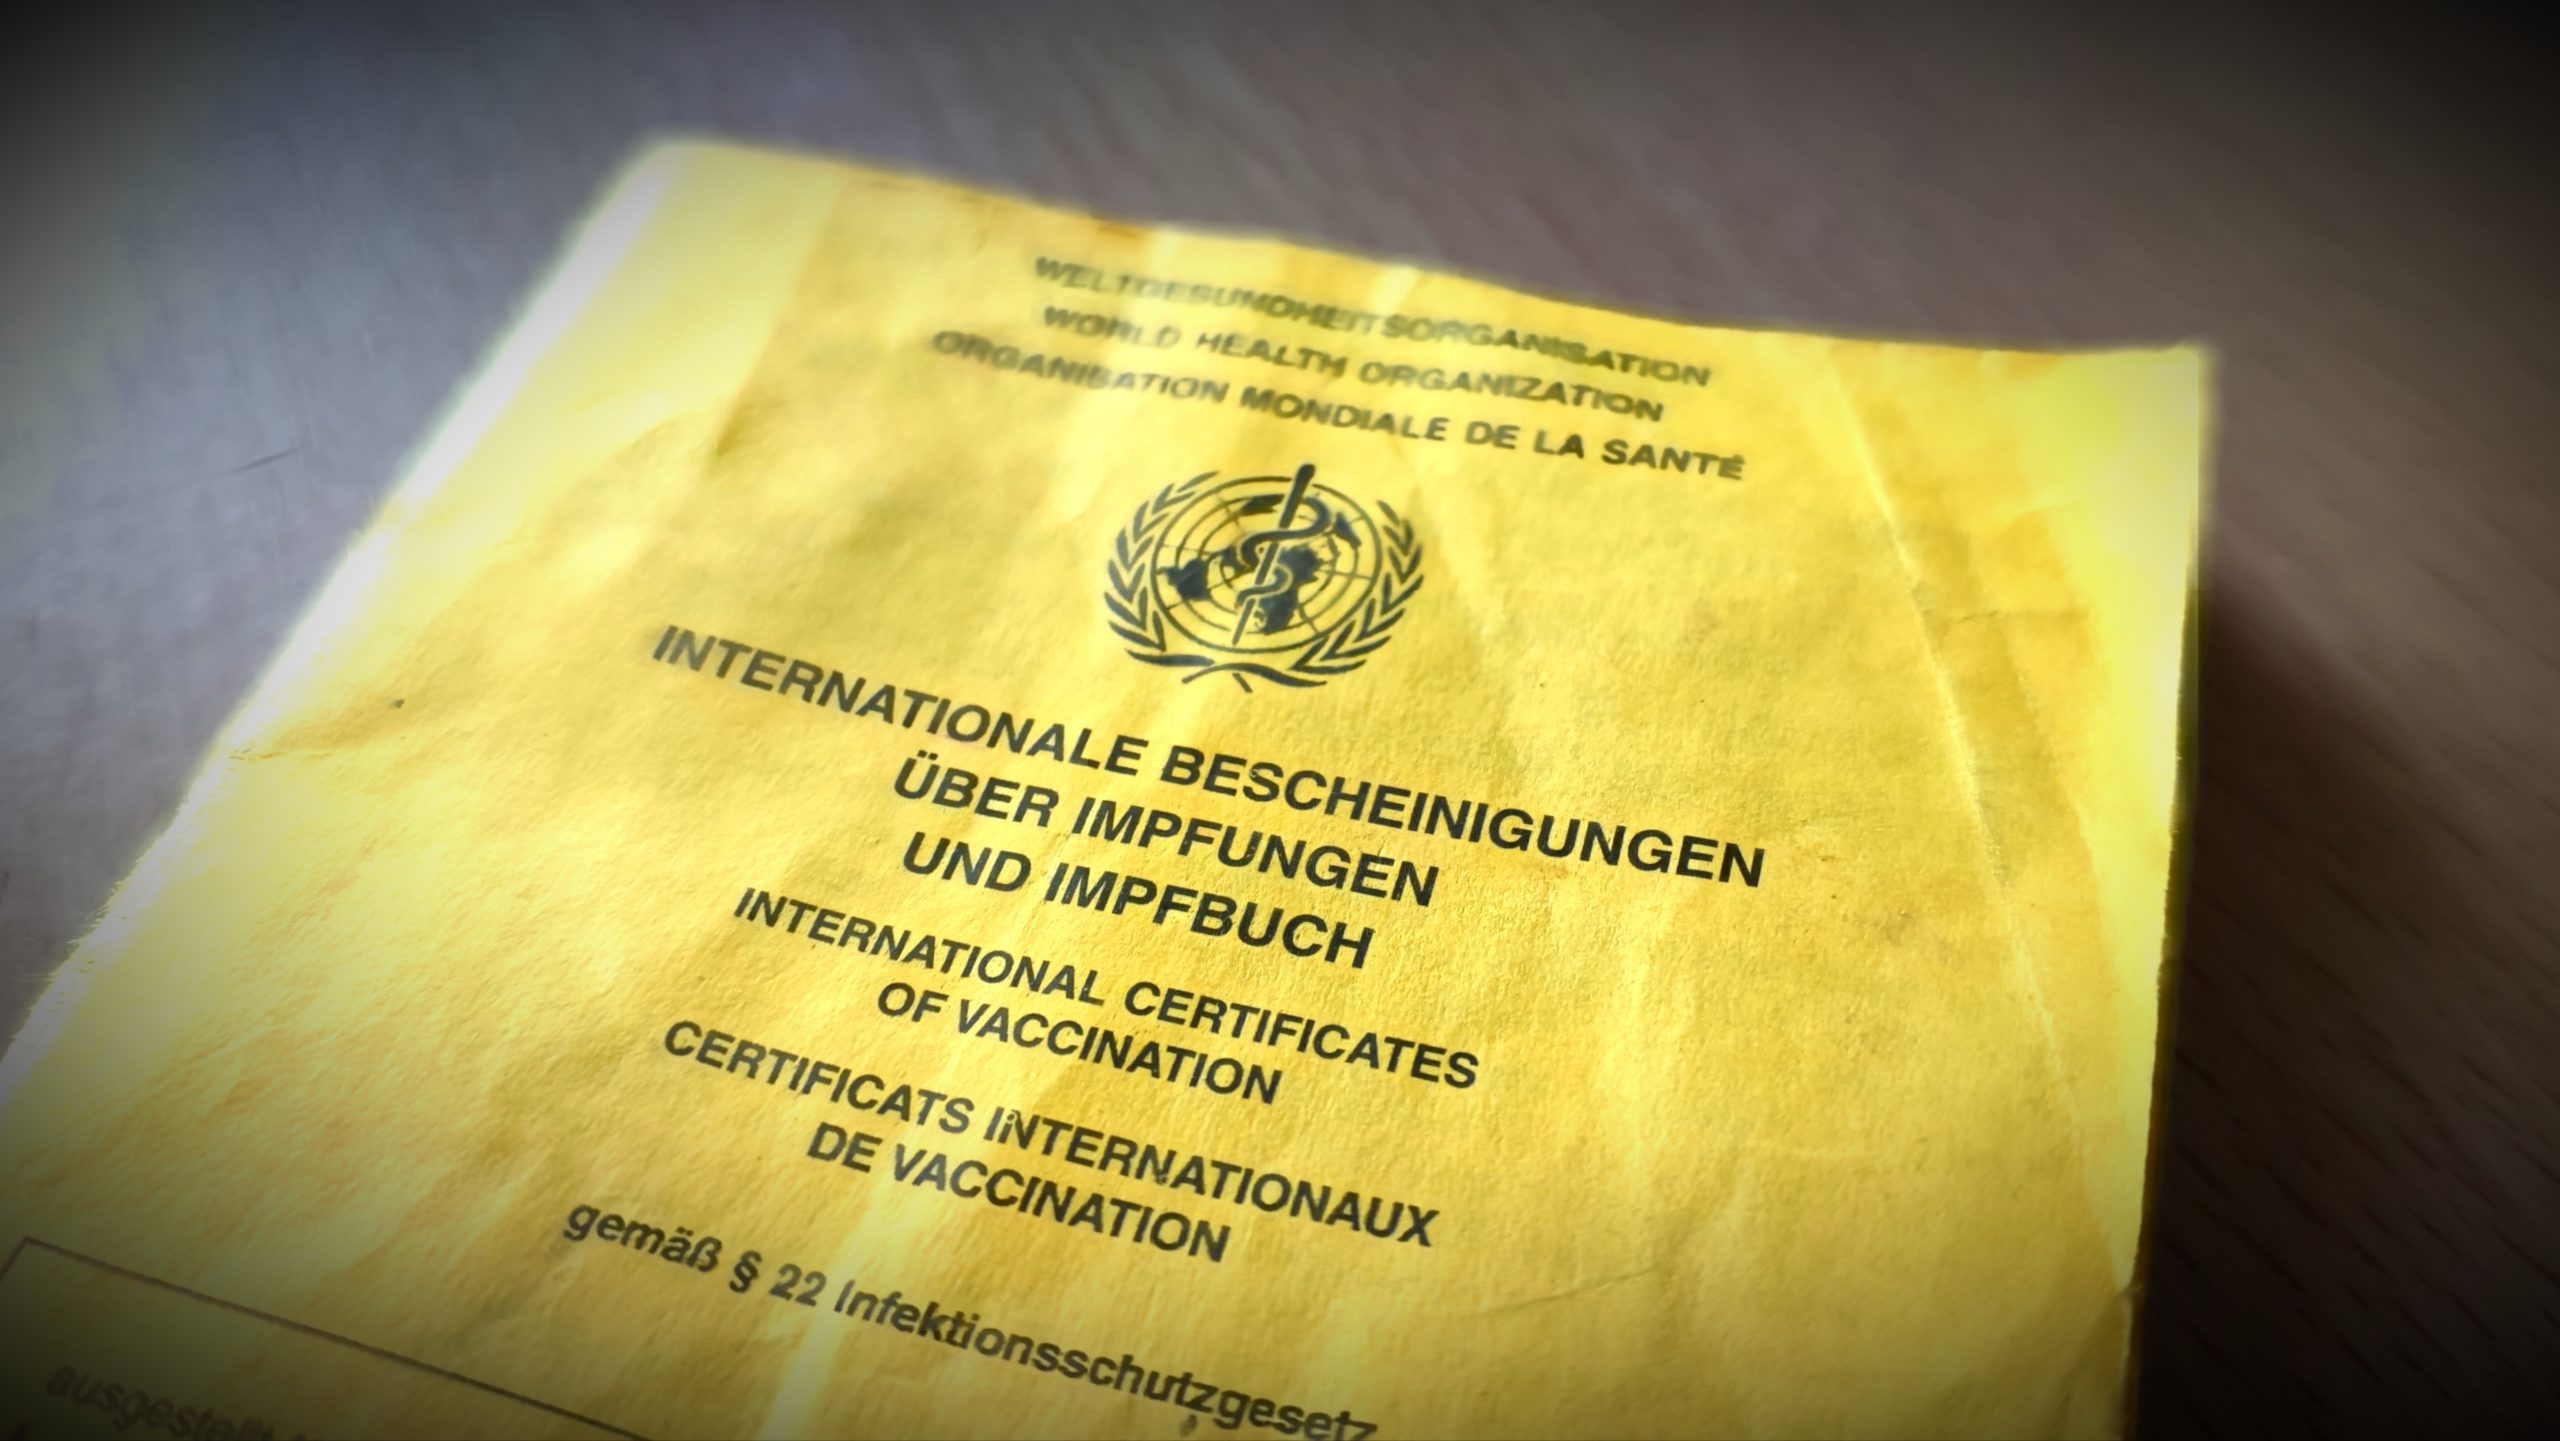 WELTGESUNDHEITSORGANISATION
WORLD HEALTH ORGANIZATION
ORGANISATION MONDIALE DE LA SANTÉ
INTERNATIONALE BESCHEINIGUNGEN
ÜBER IMPFUNGEN
UND IMPFBUCH
INTERNATIONAL CERTIFICATES
OF VACCINATION
CERTIFICATS INTERNATIONAUX
DE VACCINATION
gemäß § 22 Infektionsschutzgesetz
ausgestellt